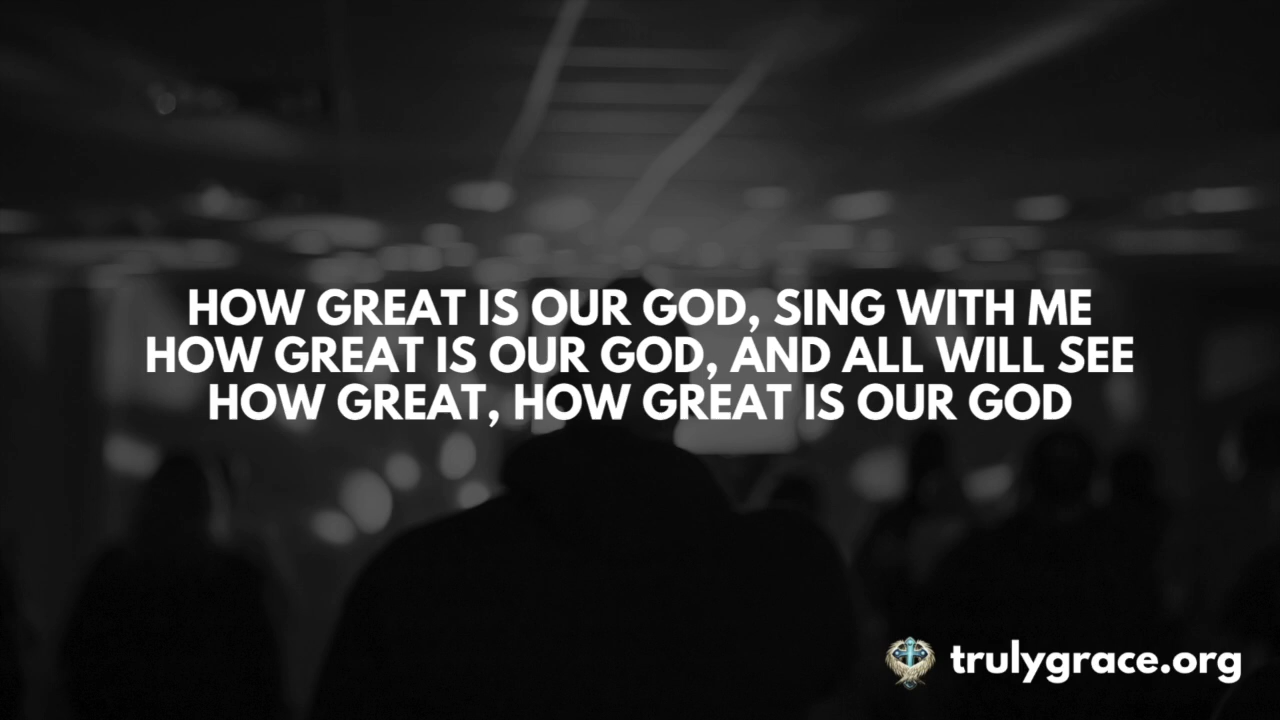 HOW GREAT IS OUR GOD, SING WITH ME
HOW GREAT IS OUR GOD, AND ALL WILL SEE
HOW GREAT, HOW GREAT IS OUR GOD
trulygrace.org